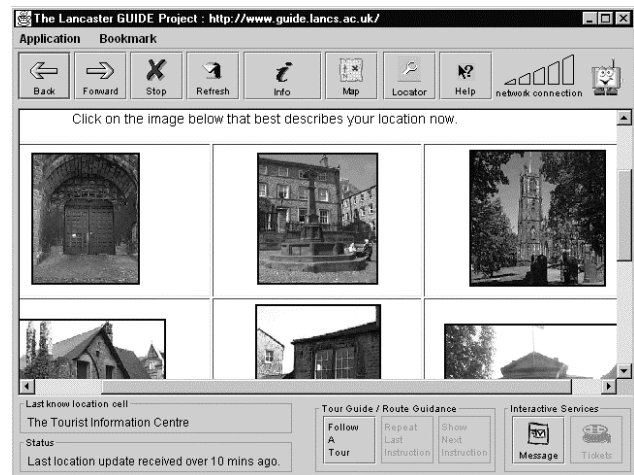 The Lancaster GUIDE Project : http://www.guide.lancs.ac.uk/
Application Bookmark
Back Forward Stop Refresh Info Map Locator Help network connection
Click on the image below that best describes your location now.
Last know location cell
The Tourist Information Centre
Status
Last location update received over 10 mins ago.
Tour Guide / Route Guidance
Follow
A
Tour
Repeat
Last
Instruction
Show
Next
Instruction
Interactive Services
Message
Tickets